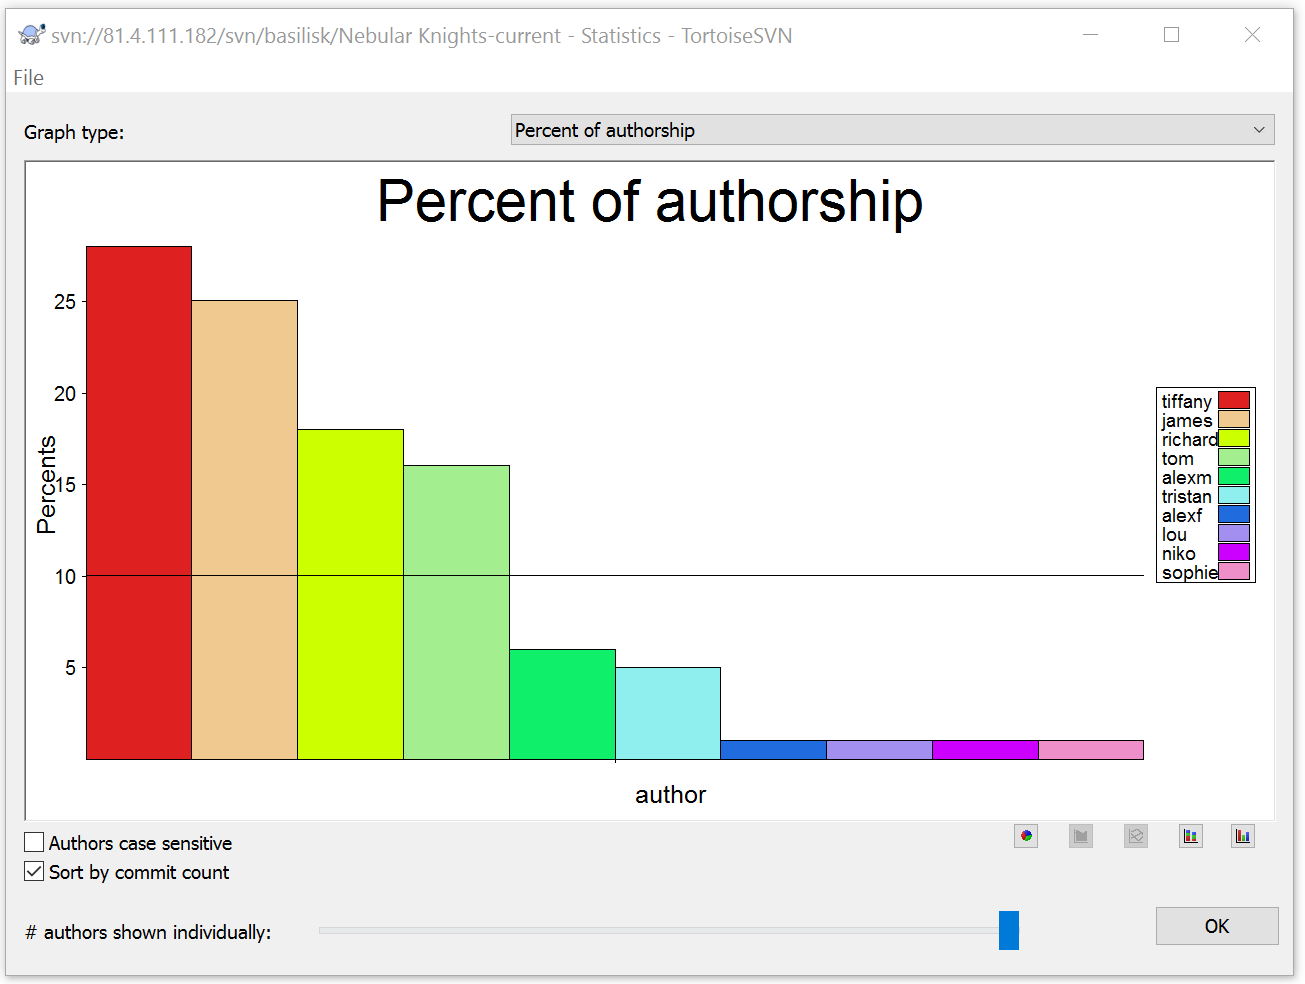 svn://81.4.111.182/svn/basilisk/Nebular Knights-current - Statistics - TortoiseSVN
File
Graph type:
Percent of authorship
Percent of authorship
25
20
15
10
5
Percents
author
tiffany
james
richard
tom
alexm
tristan
alexf
lou
niko
sophie
Authors case sensitive
Sort by commit count
# authors shown individually:
OK